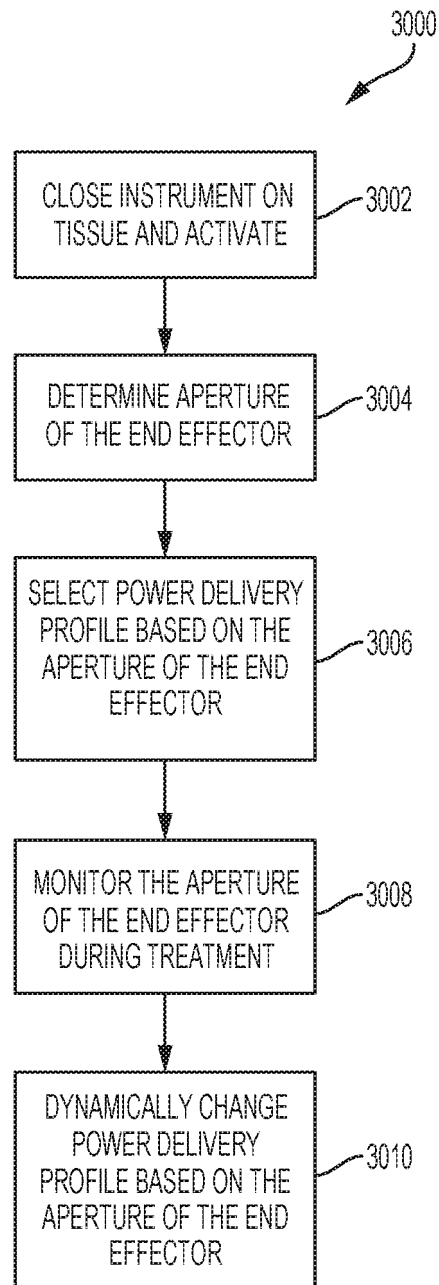 3000
CLOSE INSTRUMENT ON
TISSUE AND ACTIVATE
3002
DETERMINE APERTURE
OF THE END EFFECTOR
3004
SELECT POWER DELIVERY
PROFILE BASED ON THE
APERTURE OF THE END
EFFECTOR
3006
MONITOR THE APERTURE
OF THE END EFFECTOR
DURING TREATMENT
3008
DYNAMICALLY CHANGE
POWER DELIVERY
PROFILE BASED ON THE
APERTURE OF THE END
EFFECTOR
3010